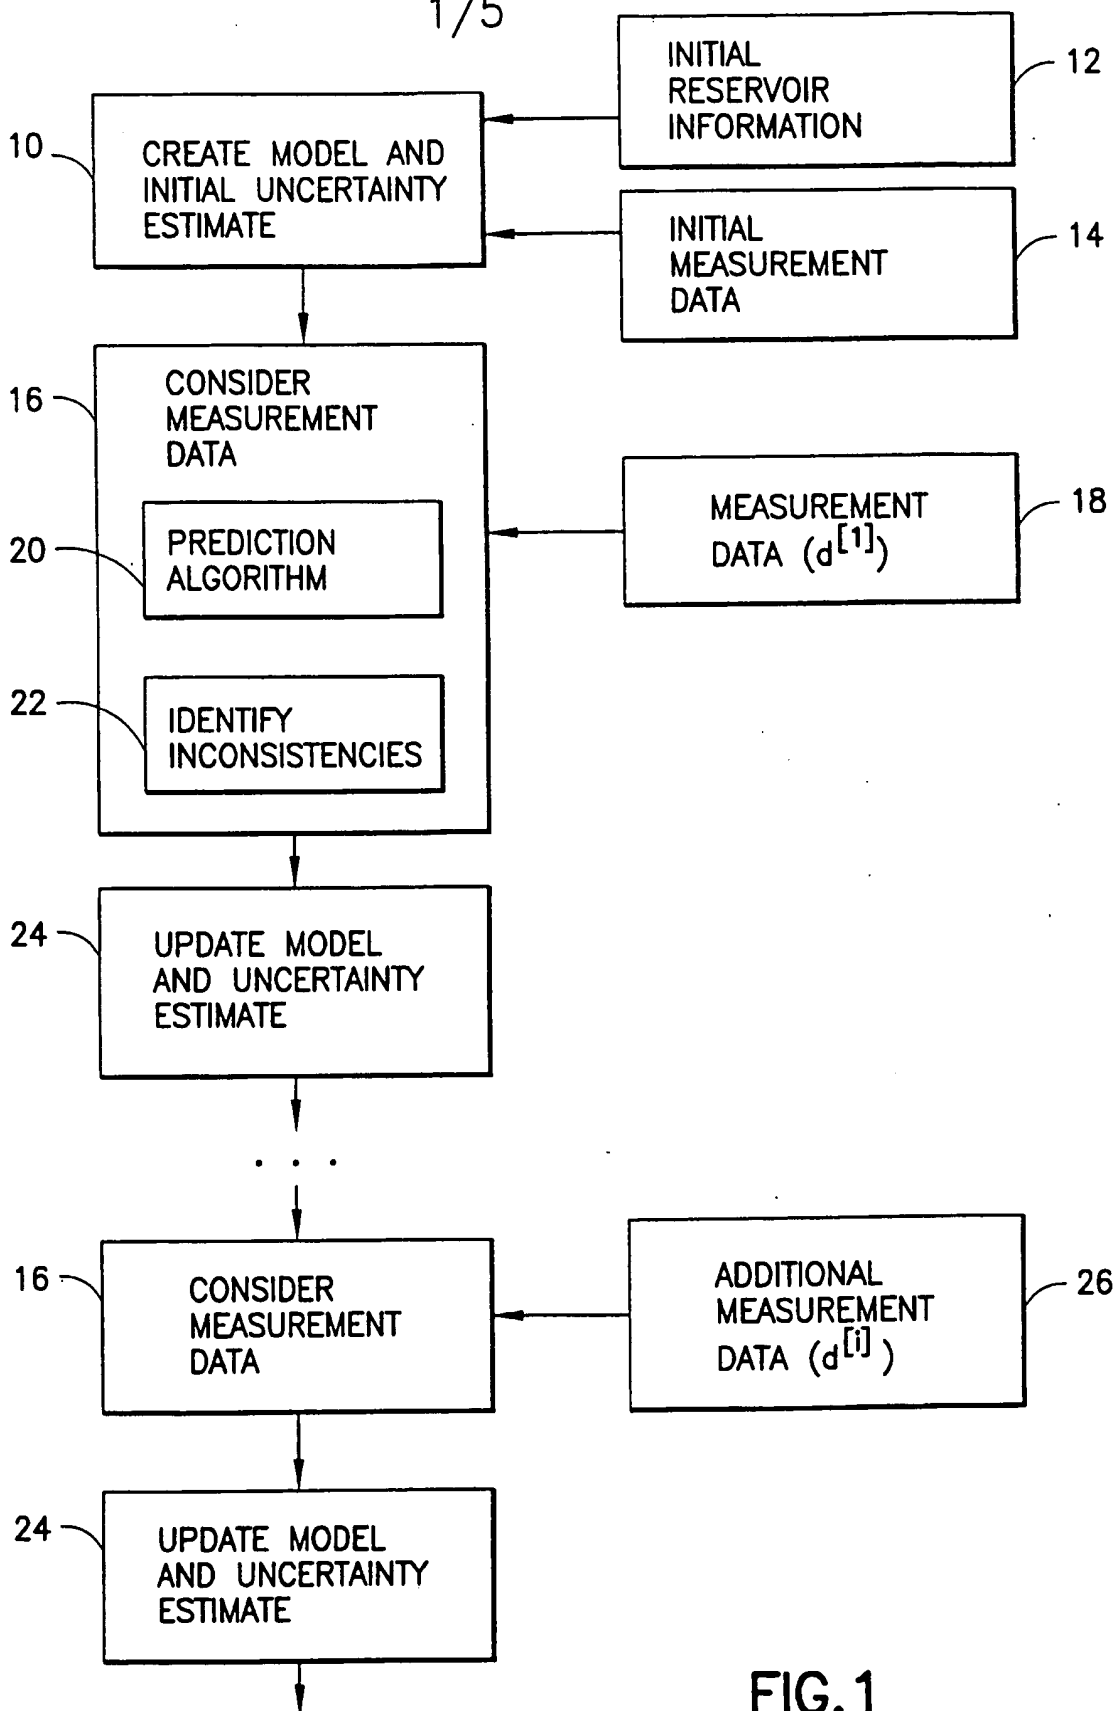 1/5
INITIAL
RESERVOIR
INFORMATION
12
10
CREATE MODEL AND
INITIAL UNCERTAINTY
ESTIMATE
INITIAL
MEASUREMENT
DATA
14
16
CONSIDER
MEASUREMENT
DATA
MEASUREMENT
DATA (d[1])
18
20
PREDICTION
ALGORITHM
22
IDENTIFY
INCONSISTENCIES
24
UPDATE MODEL
AND UNCERTAINTY
ESTIMATE
. . .
16
CONSIDER
MEASUREMENT
DATA
ADDITIONAL
MEASUREMENT
DATA (d[i])
26
24
UPDATE MODEL
AND UNCERTAINTY
ESTIMATE
FIG.1